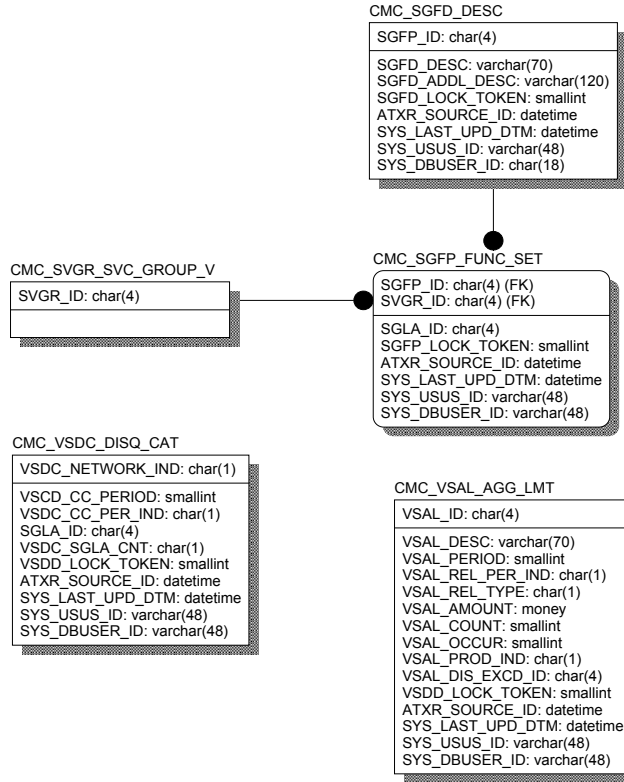 CMC_SGFD_DESC
SGFP_ID: char(4)
SGFD_DESC: varchar(70)
SGFD_ADDL_DESC: varchar(120)
SGFD_LOCK_TOKEN: smallint
ATXR_SOURCE_ID: datetime
SYS_LAST_UPD_DTM: datetime
SYS_USUS_ID: varchar(48)
SYS_DBUSER_ID: char(18)
CMC_SVGR_SVC_GROUP_V
SVGR_ID: char(4)
CMC_SGFP_FUNC_SET
SGFP_ID: char(4) (FK)
SVGR_ID: char(4) (FK)
SGLA_ID: char(4)
SGFP_LOCK_TOKEN: smallint
ATXR_SOURCE_ID: datetime
SYS_LAST_UPD_DTM: datetime
SYS_USUS_ID: varchar(48)
SYS_DBUSER_ID: varchar(48)
CMC_VSDC_DISQ_CAT
VSDC_NETWORK_IND: char(1)
VSCD_CC_PERIOD: smallint
VSDC_CC_PER_IND: char(1)
SGLA_ID: char(4)
VSDC_SGLA_CNT: char(1)
VSDD_LOCK_TOKEN: smallint
ATXR_SOURCE_ID: datetime
SYS_LAST_UPD_DTM: datetime
SYS_USUS_ID: varchar(48)
SYS_DBUSER_ID: varchar(48)
CMC_VSAL_AGG_LMT
VSAL_ID: char(4)
VSAL_DESC: varchar(70)
VSAL_PERIOD: smallint
VSAL_REL_PER_IND: char(1)
VSAL_REL_TYPE: char(1)
VSAL_AMOUNT: money
VSAL_COUNT: smallint
VSAL_OCCUR: smallint
VSAL_PROD_IND: char(1)
VSAL_DIS_EXCD_ID: char(4)
VSDD_LOCK_TOKEN: smallint
ATXR_SOURCE_ID: datetime
SYS_LAST_UPD_DTM: datetime
SYS_USUS_ID: varchar(48)
SYS_DBUSER_ID: varchar(48)